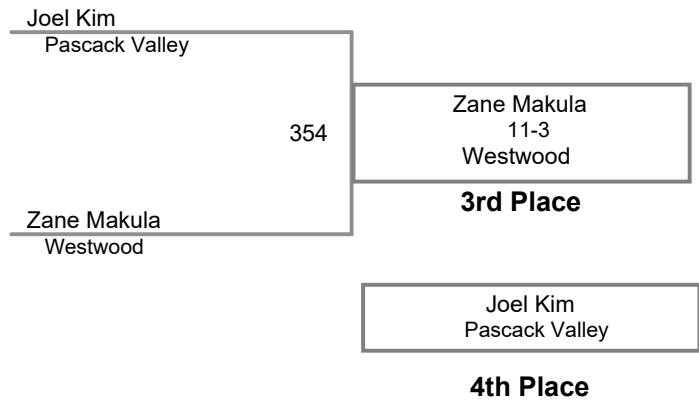 Joel Kim
Pascack Valley
354
Zane Makula
11-3
Westwood
3rd Place
Zane Makula
Westwood
Joel Kim
Pascack Valley
4th Place